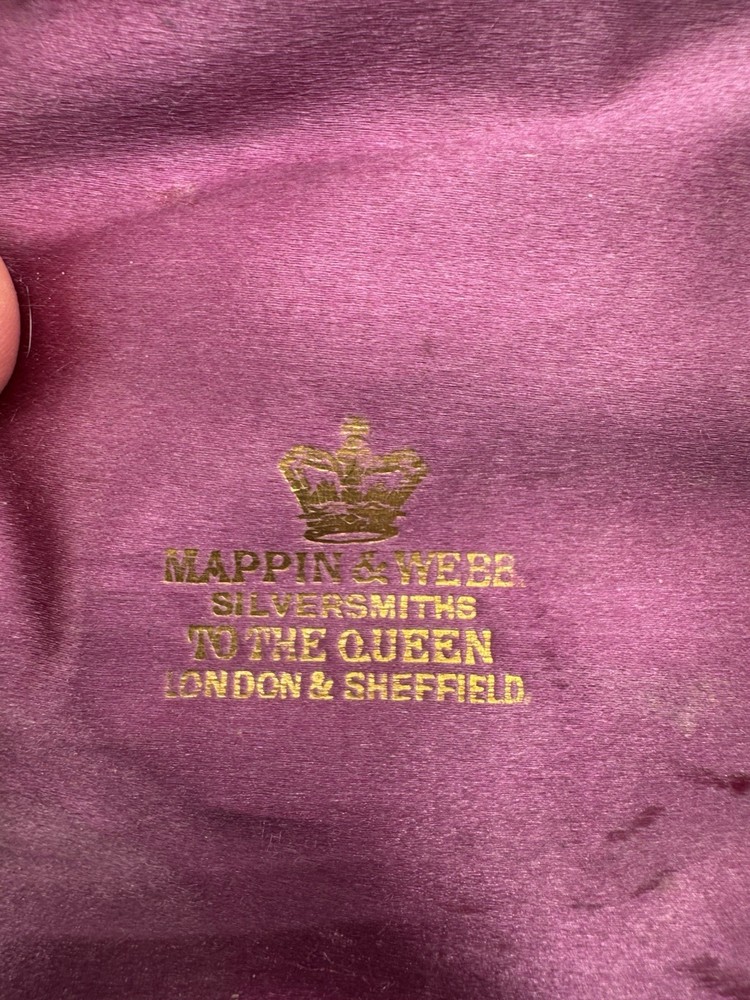 MAPPIN & WEBB.
SILVERSMITHS
TO THE QUEEN
LONDON & SHEFFIELD.